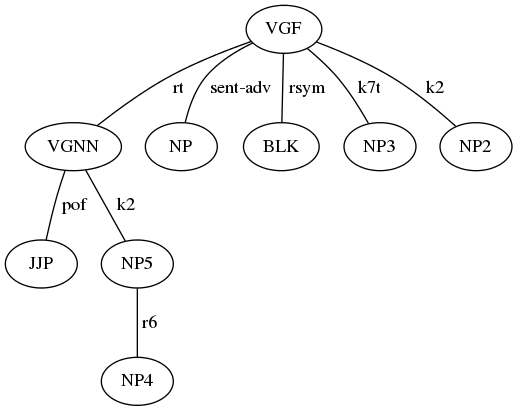 VGF
rt sent-adv rsym k7t k2
VGNN NP BLK NP3 NP2
pof k2
JJP NP5
r6
NP4